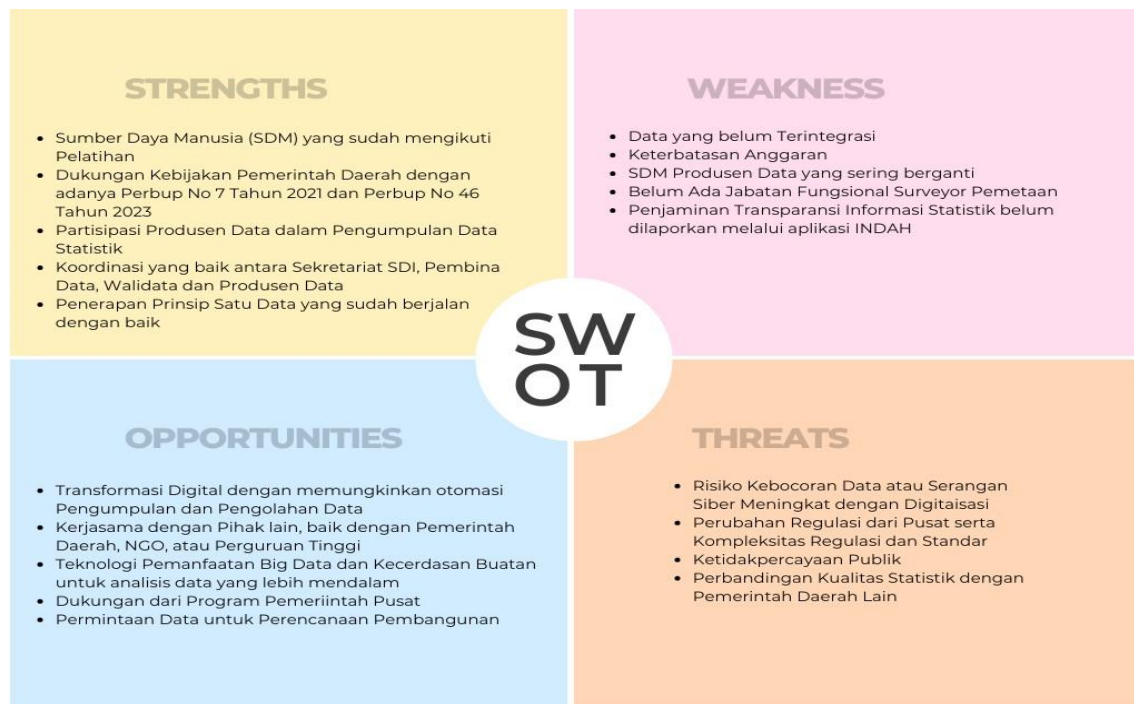 STRENGTHS
• Sumber Daya Manusia (SDM) yang sudah mengikuti
Pelatihan
• Dukungan Kebijakan Pemerintah Daerah dengan
adanya Perbup No 7 Tahun 2021 dan Perbup No 46
Tahun 2023
• Partisipasi Produsen Data dalam Pengumpulan Data
Statistik
• Koordinasi yang baik antara Sekretariat SDI, Pembina
Data, Walidata dan Produsen Data
• Penerapan Prinsip Satu Data yang sudah berjalan
dengan baik
WEAKNESS
• Data yang belum Terintegrasi
• Keterbatasan Anggaran
• SDM Produsen Data yang sering berganti
• Belum Ada Jabatan Fungsional Surveyor Pemetaan
• Penjaminan Transparansi Informasi Statistik belum
dilaporkan melalui aplikasi INDAH
SW
OT
OPPORTUNITIES
• Transformasi Digital dengan memungkinkan otomasi
Pengumpulan dan Pengolahan Data
• Kerjasama dengan Pihak lain, baik dengan Pemerintah
Daerah, NGO, atau Perguruan Tinggi
• Teknologi Pemanfaatan Big Data dan Kecerdasan Buatan
untuk analisis data yang lebih mendalam
• Dukungan dari Program Pemeriintah Pusat
• Permintaan Data untuk Perencanaan Pembangunan
THREATS
• Risiko Kebocoran Data atau Serangan
Siber Meningkat dengan Digitaisasi
• Perubahan Regulasi dari Pusat serta
Kompleksitas Regulasi dan Standar
• Ketidakpercayaan Publik
• Perbandingan Kualitas Statistik dengan
Pemerintah Daerah Lain